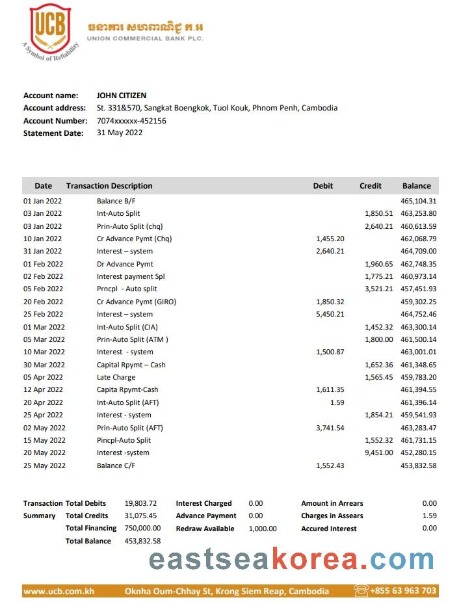 UCB
A Symbol of Reliability
ធនាគារ សហពាណិជ្ជ ភ.អ
UNION COMMERCIAL BANK PLC.
Account name: JOHN CITIZEN
Account address: St. 331&570, Sangkat Boengkok, Tuol Kouk, Phnom Penh, Cambodia
Account Number: 7074xxxxxx-452156
Statement Date: 31 May 2022
Date Transaction Description Debit Credit Balance
01 Jan 2022 Balance B/F 465,104.31
03 Jan 2022 Int-Auto Split 1,850.51 463,253.80
03 Jan 2022 Prin-Auto Split (chq) 2,640.21 460,613.59
10 Jan 2022 Cr Advance Pymt (Chq) 1,455.20 462,068.79
31 Jan 2022 Interest – system 2,640.21 464,709.00
01 Feb 2022 Dr Advance Pymt 1,960.65 462,748.35
02 Feb 2022 Interest payment Spl 1,775.21 460,973.14
05 Feb 2022 Prncpl - Auto split 3,521.21 457,451.93
20 Feb 2022 Cr Advance Pymt (GIRO) 1,850.32 459,302.25
25 Feb 2022 Interest – system 5,450.21 464,752.46
01 Mar 2022 Int-Auto Split (CIA) 1,452.32 463,300.14
05 Mar 2022 Prin-Auto Split (ATM ) 1,800.00 461,500.14
10 Mar 2022 Interest - system 1,500.87 463,001.01
30 Mar 2022 Capital Rpymt – Cash 1,652.36 461,348.65
05 Apr 2022 Late Charge 1,565.45 459,783.20
12 Apr 2022 Capita Rpymt-Cash 1,611.35 461,394.55
20 Apr 2022 Int-Auto Split (AFT) 1.59 461,396.14
25 Apr 2022 Interest - system 1,854.21 459,541.93
02 May 2022 Prin-Auto Split (AFT) 3,741.54 463,283.47
15 May 2022 Pincpl-Auto Split 1,552.32 461,731.15
20 May 2022 Interest -system 9,451.00 452,280.15
25 May 2022 Balance C/F 1,552.43 453,832.58
Transaction Total Debits 19,803.72 Interest Charged 0.00 Amount in Arrears 0.00
Summary Total Credits 31,075.45 Advance Payment 0.00 Charges in Assears 1.59
Total Financing 750,000.00 Redraw Available 1,000.00 Accured Interest 0.00
Total Balance 453,832.58
eastseakorea.com
www.ucb.com.kh Oknha Oum-Chhay St, Krong Siem Reap, Cambodia +855 63 963 703